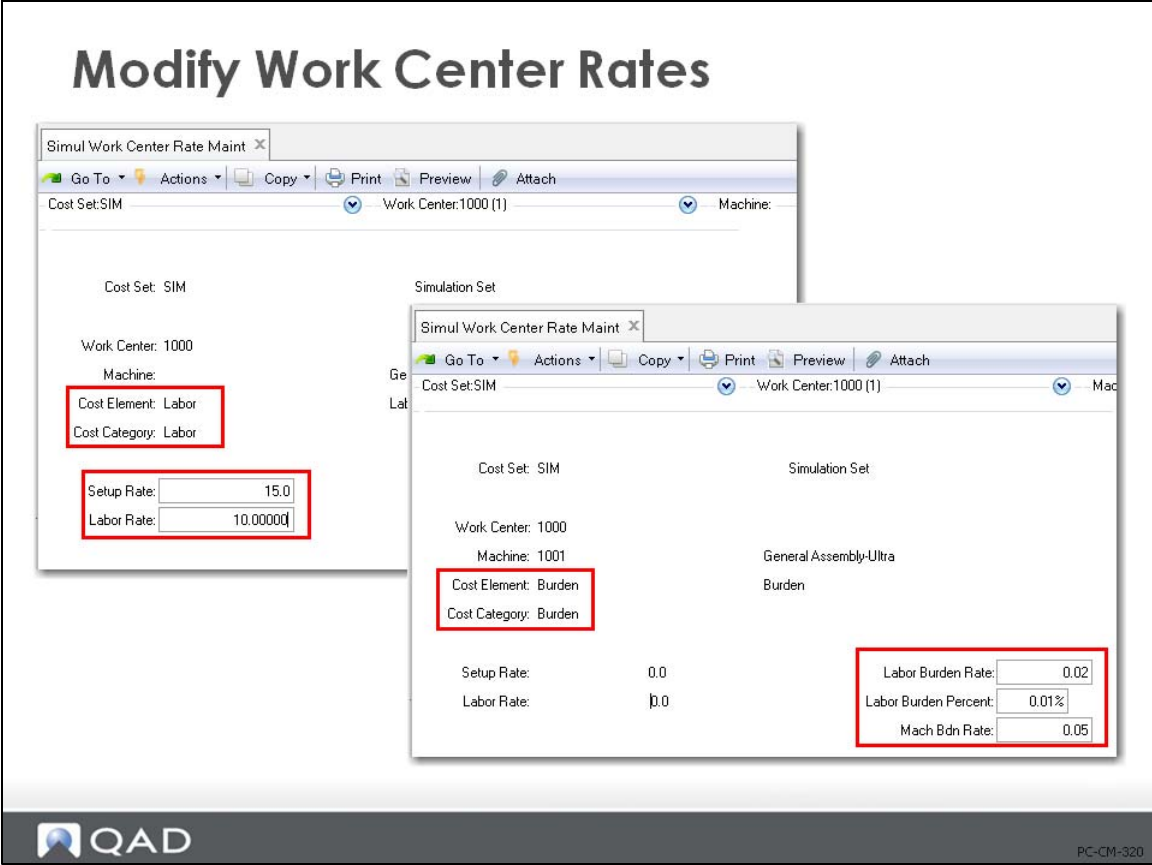 Modify Work Center Rates
Simul Work Center Rate Maint
Go To Actions Copy Print Preview Attach
Cost Set:SIM Work Center:1000 (1) Machine:
Cost Set: SIM Simulation Set
Work Center: 1000
Machine: Ge
Cost Element: Labor Lab
Cost Category: Labor
Setup Rate: 15.0
Labor Rate: 10.00000
Simul Work Center Rate Maint
Go To Actions Copy Print Preview Attach
Cost Set:SIM Work Center:1000 (1) Mac
Cost Set: SIM Simulation Set
Work Center: 1000
Machine: 1001 General Assembly-Ultra
Cost Element: Burden Burden
Cost Category: Burden
Setup Rate: 0.0 Labor Burden Rate: 0.02
Labor Rate: 0.0 Labor Burden Percent: 0.01%
Mach Bdn Rate: 0.05
QAD
PC-CM-320